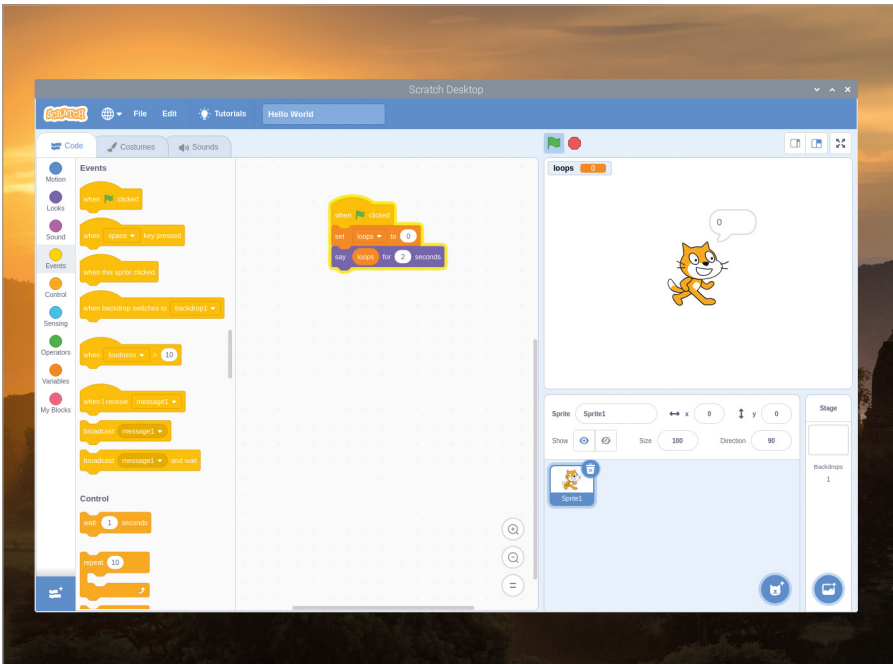 Scratch Desktop
SCRATCH File Edit Tutorials Hello World
Code Costumes Sounds
Motion
Looks
Sound
Events
Control
Sensing
Operators
Variables
My Blocks
Events
when clicked
when space key pressed
when this sprite clicked
when backdrop switches to backdrop1
when loudness > 10
when I receive message1
broadcast message1
broadcast message1 and wait
Control
wait 1 seconds
repeat 10
when clicked
set loops to 0
say loops for 2 seconds
loops 0
0
Sprite Sprite1 x 0 y 0
Show Size 100 Direction 90
Sprite1
Stage
Backdrops
1